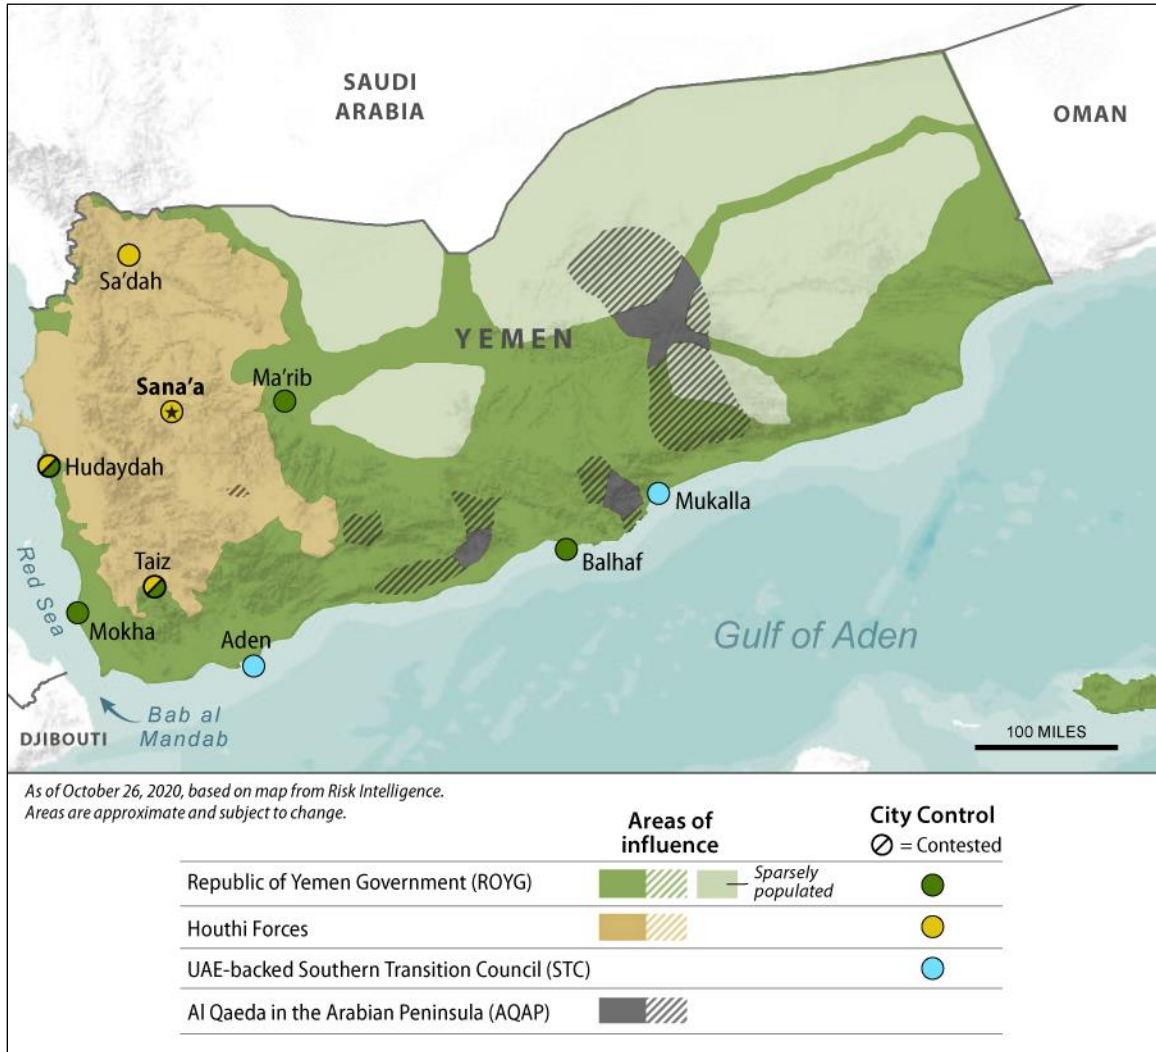 SAUDI
ARABIA
OMAN
Sa'dah
YEMEN
Ma'rib
Sana'a
Hudaydah
Mukalla
Taiz
Balhaf
Red Sea
Mokha
Aden
Gulf of Aden
Bab al
Mandab
DJIBOUTI
100 MILES
As of October 26, 2020, based on map from Risk Intelligence.
Areas are approximate and subject to change.
Areas of
influence
City Control
= Contested
Republic of Yemen Government (ROYG)
Sparsely
populated
Houthi Forces
UAE-backed Southern Transition Council (STC)
Al Qaeda in the Arabian Peninsula (AQAP)